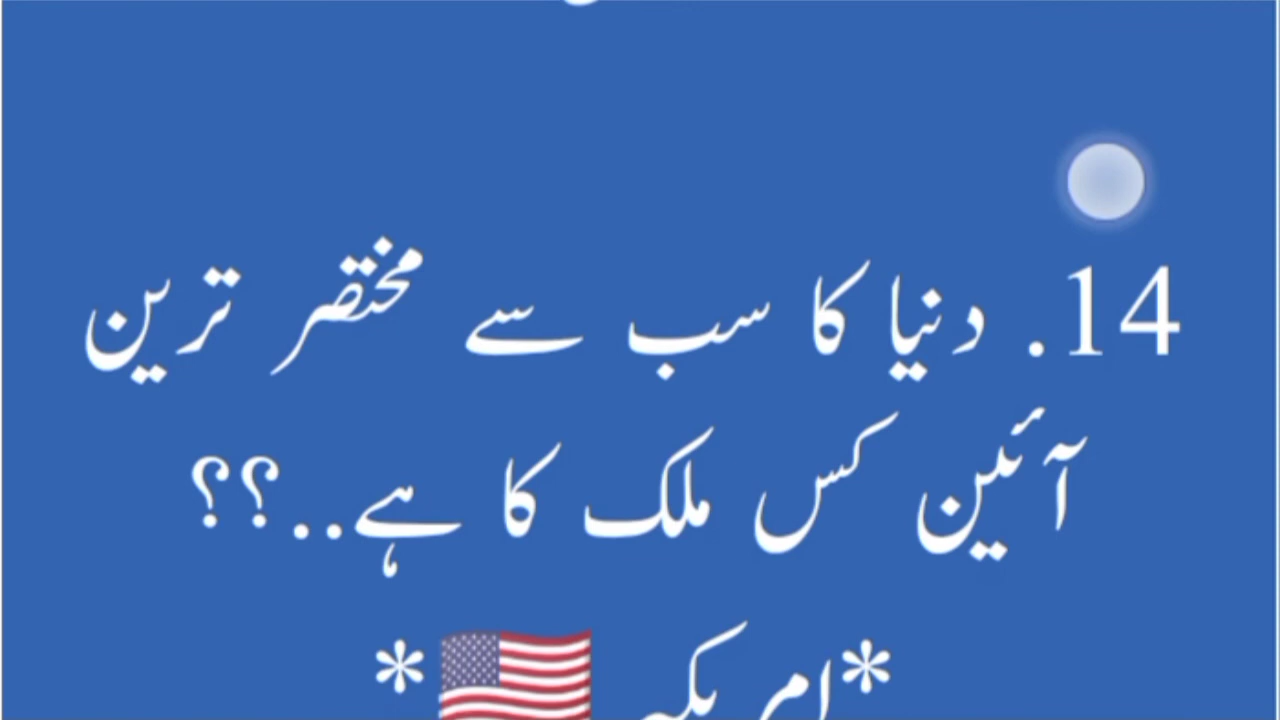 14. دنیا کا سب سے مختصر ترین
آئین کس ملک کا ہے..؟؟
*امریکہ 🇺🇸*